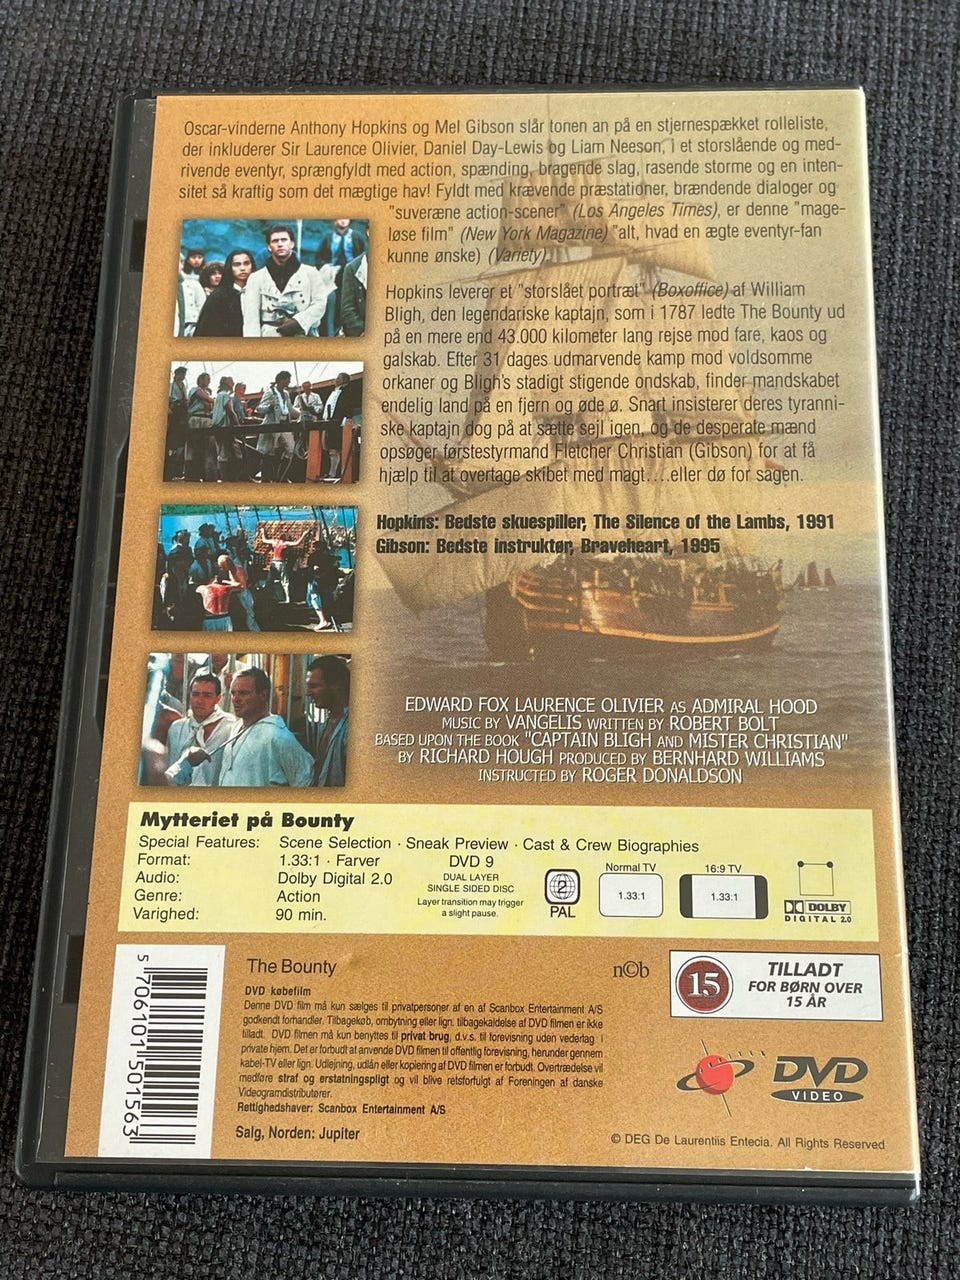 Oscar-vinderne Anthony Hopkins og Mel Gibson slår tonen an på en stjernespækket rolleliste,
der inkluderer Sir Laurence Olivier, Daniel Day-Lewis og Liam Neeson, i et storslående og med-
rivende eventyr, sprængfyldt med action, spænding, bragende slag, rasende storme og en inten-
sitet så kraftig som det mægtige hav! Fyldt med krævende præstationer, brændende dialoger og
"suveræne action-scener" (Los Angeles Times), er denne "mage-
løse film" (New York Magazine) "alt, hvad en ægte eventyr-fan
kunne ønske) (Variety).
Hopkins leverer et "storslået portræt" (Boxoffice) af William
Bligh, den legendariske kaptajn, som i 1787 ledte The Bounty ud
på en mere end 43.000 kilometer lang rejse mod fare, kaos og
galskab. Efter 31 dages udmarvende kamp mod voldsomme
orkaner og Bligh's stadigt stigende ondskab, finder mandskabet
endelig land på en fjern og øde ø. Snart insisterer deres tyranni-
ske kaptajn dog på at sætte sejl igen, og de desperate mænd
opsøger førstestyrmand Fletcher Christian (Gibson) for at få
hjælp til at overtage skibet med magt....eller dø for sagen.
Hopkins: Bedste skuespiller, The Silence of the Lambs, 1991
Gibson: Bedste instruktør, Braveheart, 1995
EDWARD FOX LAURENCE OLIVIER AS ADMIRAL HOOD
MUSIC BY VANGELIS WRITTEN BY ROBERT BOLT
BASED UPON THE BOOK "CAPTAIN BLIGH AND MISTER CHRISTIAN"
BY RICHARD HOUGH PRODUCED BY BERNHARD WILLIAMS
INSTRUCTED BY ROGER DONALDSON
Mytteriet på Bounty
Special Features: Scene Selection · Sneak Preview · Cast & Crew Biographies
Format: 1.33:1 · Farver
Audio: Dolby Digital 2.0
Genre: Action
Varighed: 90 min.
DVD 9
DUAL LAYER
SINGLE SIDED DISC
Layer transition may trigger
a slight pause.
2
PAL
Normal TV
1.33:1
16:9 TV
1.33:1
DOLBY
DIGITAL 2.0
5 706101 501563
The Bounty
n©b
DVD købefilm
Denne DVD film må kun sælges til privatpersoner af en af Scanbox Entertainment A/S
godkendt forhandler. Tilbagekøb, ombytning eller lign. tilbagekaldelse af DVD filmen er ikke
tilladt. DVD filmen må kun benyttes til privat brug, d.v.s. til forevisning uden vederlag i
private hjem. Det er forbudt at anvende DVD filmen til offentlig forevisning, herunder gennem
kabel-TV eller lign. Udlejning, udlån eller kopiering af DVD filmen er forbudt. Overtrædelse vil
medføre straf og erstatningspligt og vil blive retsforfulgt af Foreningen af danske
Videogramdistributører.
Rettighedshaver: Scanbox Entertainment A/S
Salg, Norden: Jupiter
15
TILLADT
FOR BØRN OVER
15 ÅR
DVD
VIDEO
© DEG De Laurentiis Entecia. All Rights Reserved